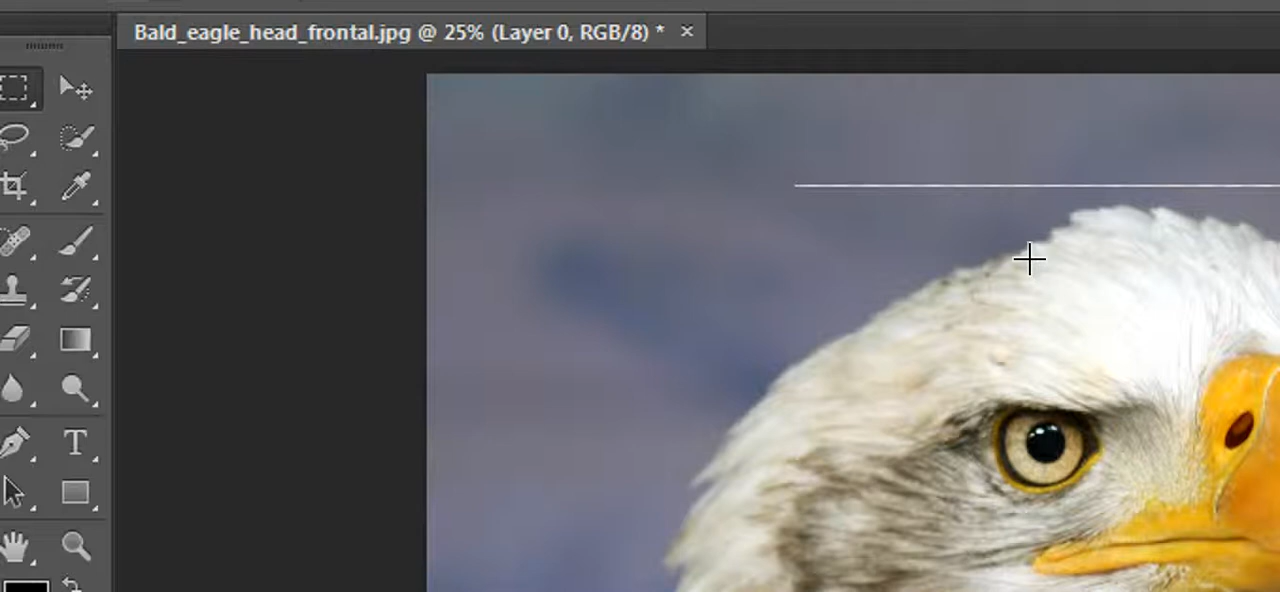 Bald_eagle_head_frontal.jpg @ 25% (Layer 0, RGB/8) * ×
T